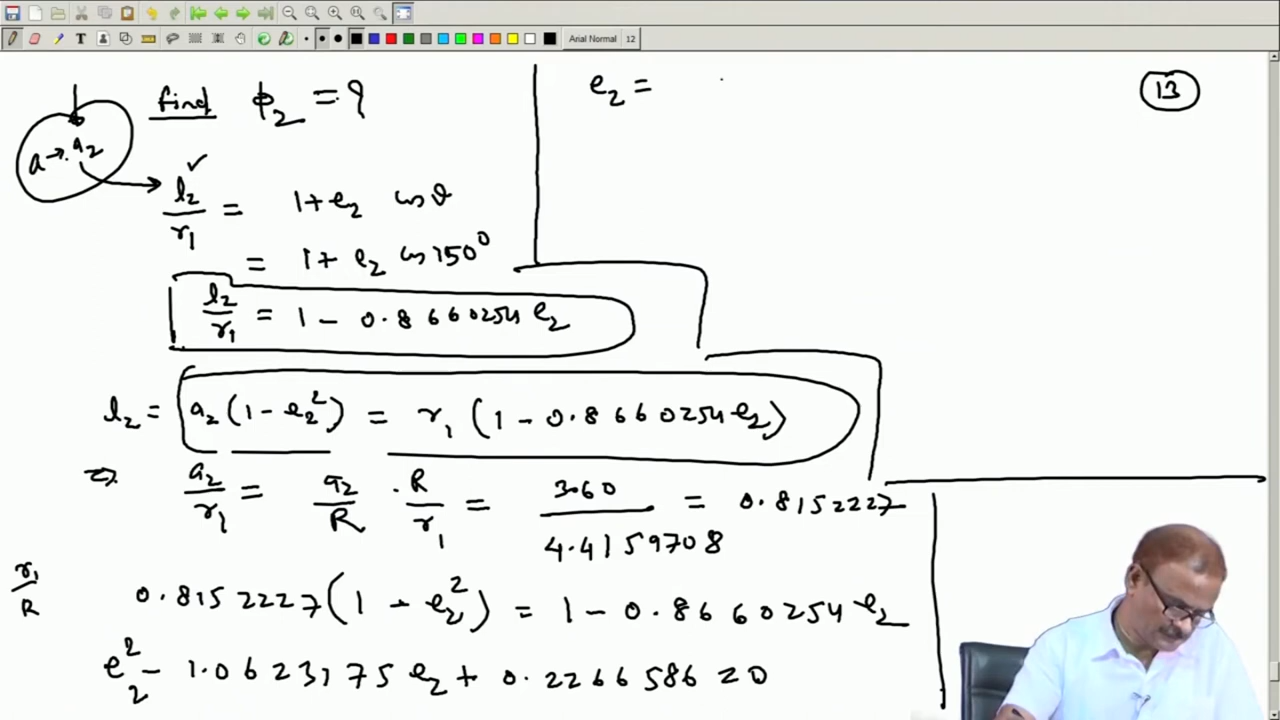 Arial Normal 12
find ϕ₂ = ?
a → a₂
l₂/r₁ = 1 + e₂ cos θ
= 1 + e₂ cos 150⁰
l₂/r₁ = 1 - 0.8660254 e₂
l₂ = a₂ (1 - e₂²) = r₁ (1 - 0.8660254 e₂)
⇒ a₂/r₁ = a₂/R . R/r₁ = 3.60/4.4159708 = 0.8152227
r₁/R
0.8152227 (1 - e₂²) = 1 - 0.8660254 e₂
e₂² - 1.0623175 e₂ + 0.22665862 0
e₂ =
13